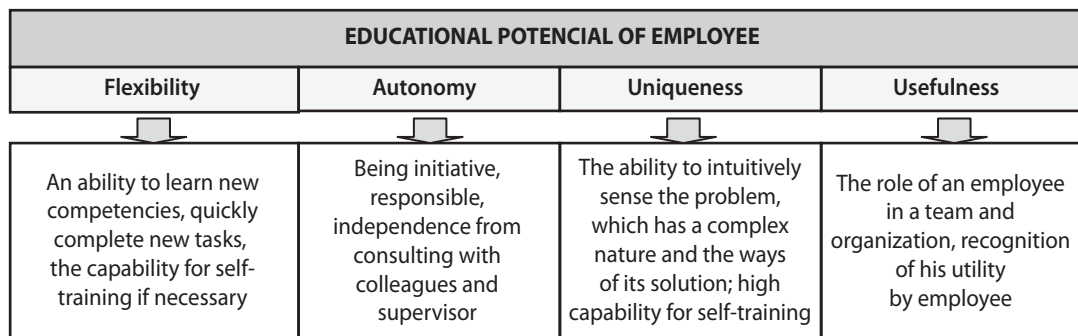 EDUCATIONAL POTENCIAL OF EMPLOYEE
Flexibility
Autonomy
Uniqueness
Usefulness
An ability to learn new
competencies, quickly
complete new tasks,
the capability for self-
training if necessary
Being initiative,
responsible,
independence from
consulting with
colleagues and
supervisor
The ability to intuitively
sense the problem,
which has a complex
nature and the ways
of its solution; high
capability for self-training
The role of an employee
in a team and
organization, recognition
of his utility
by employee